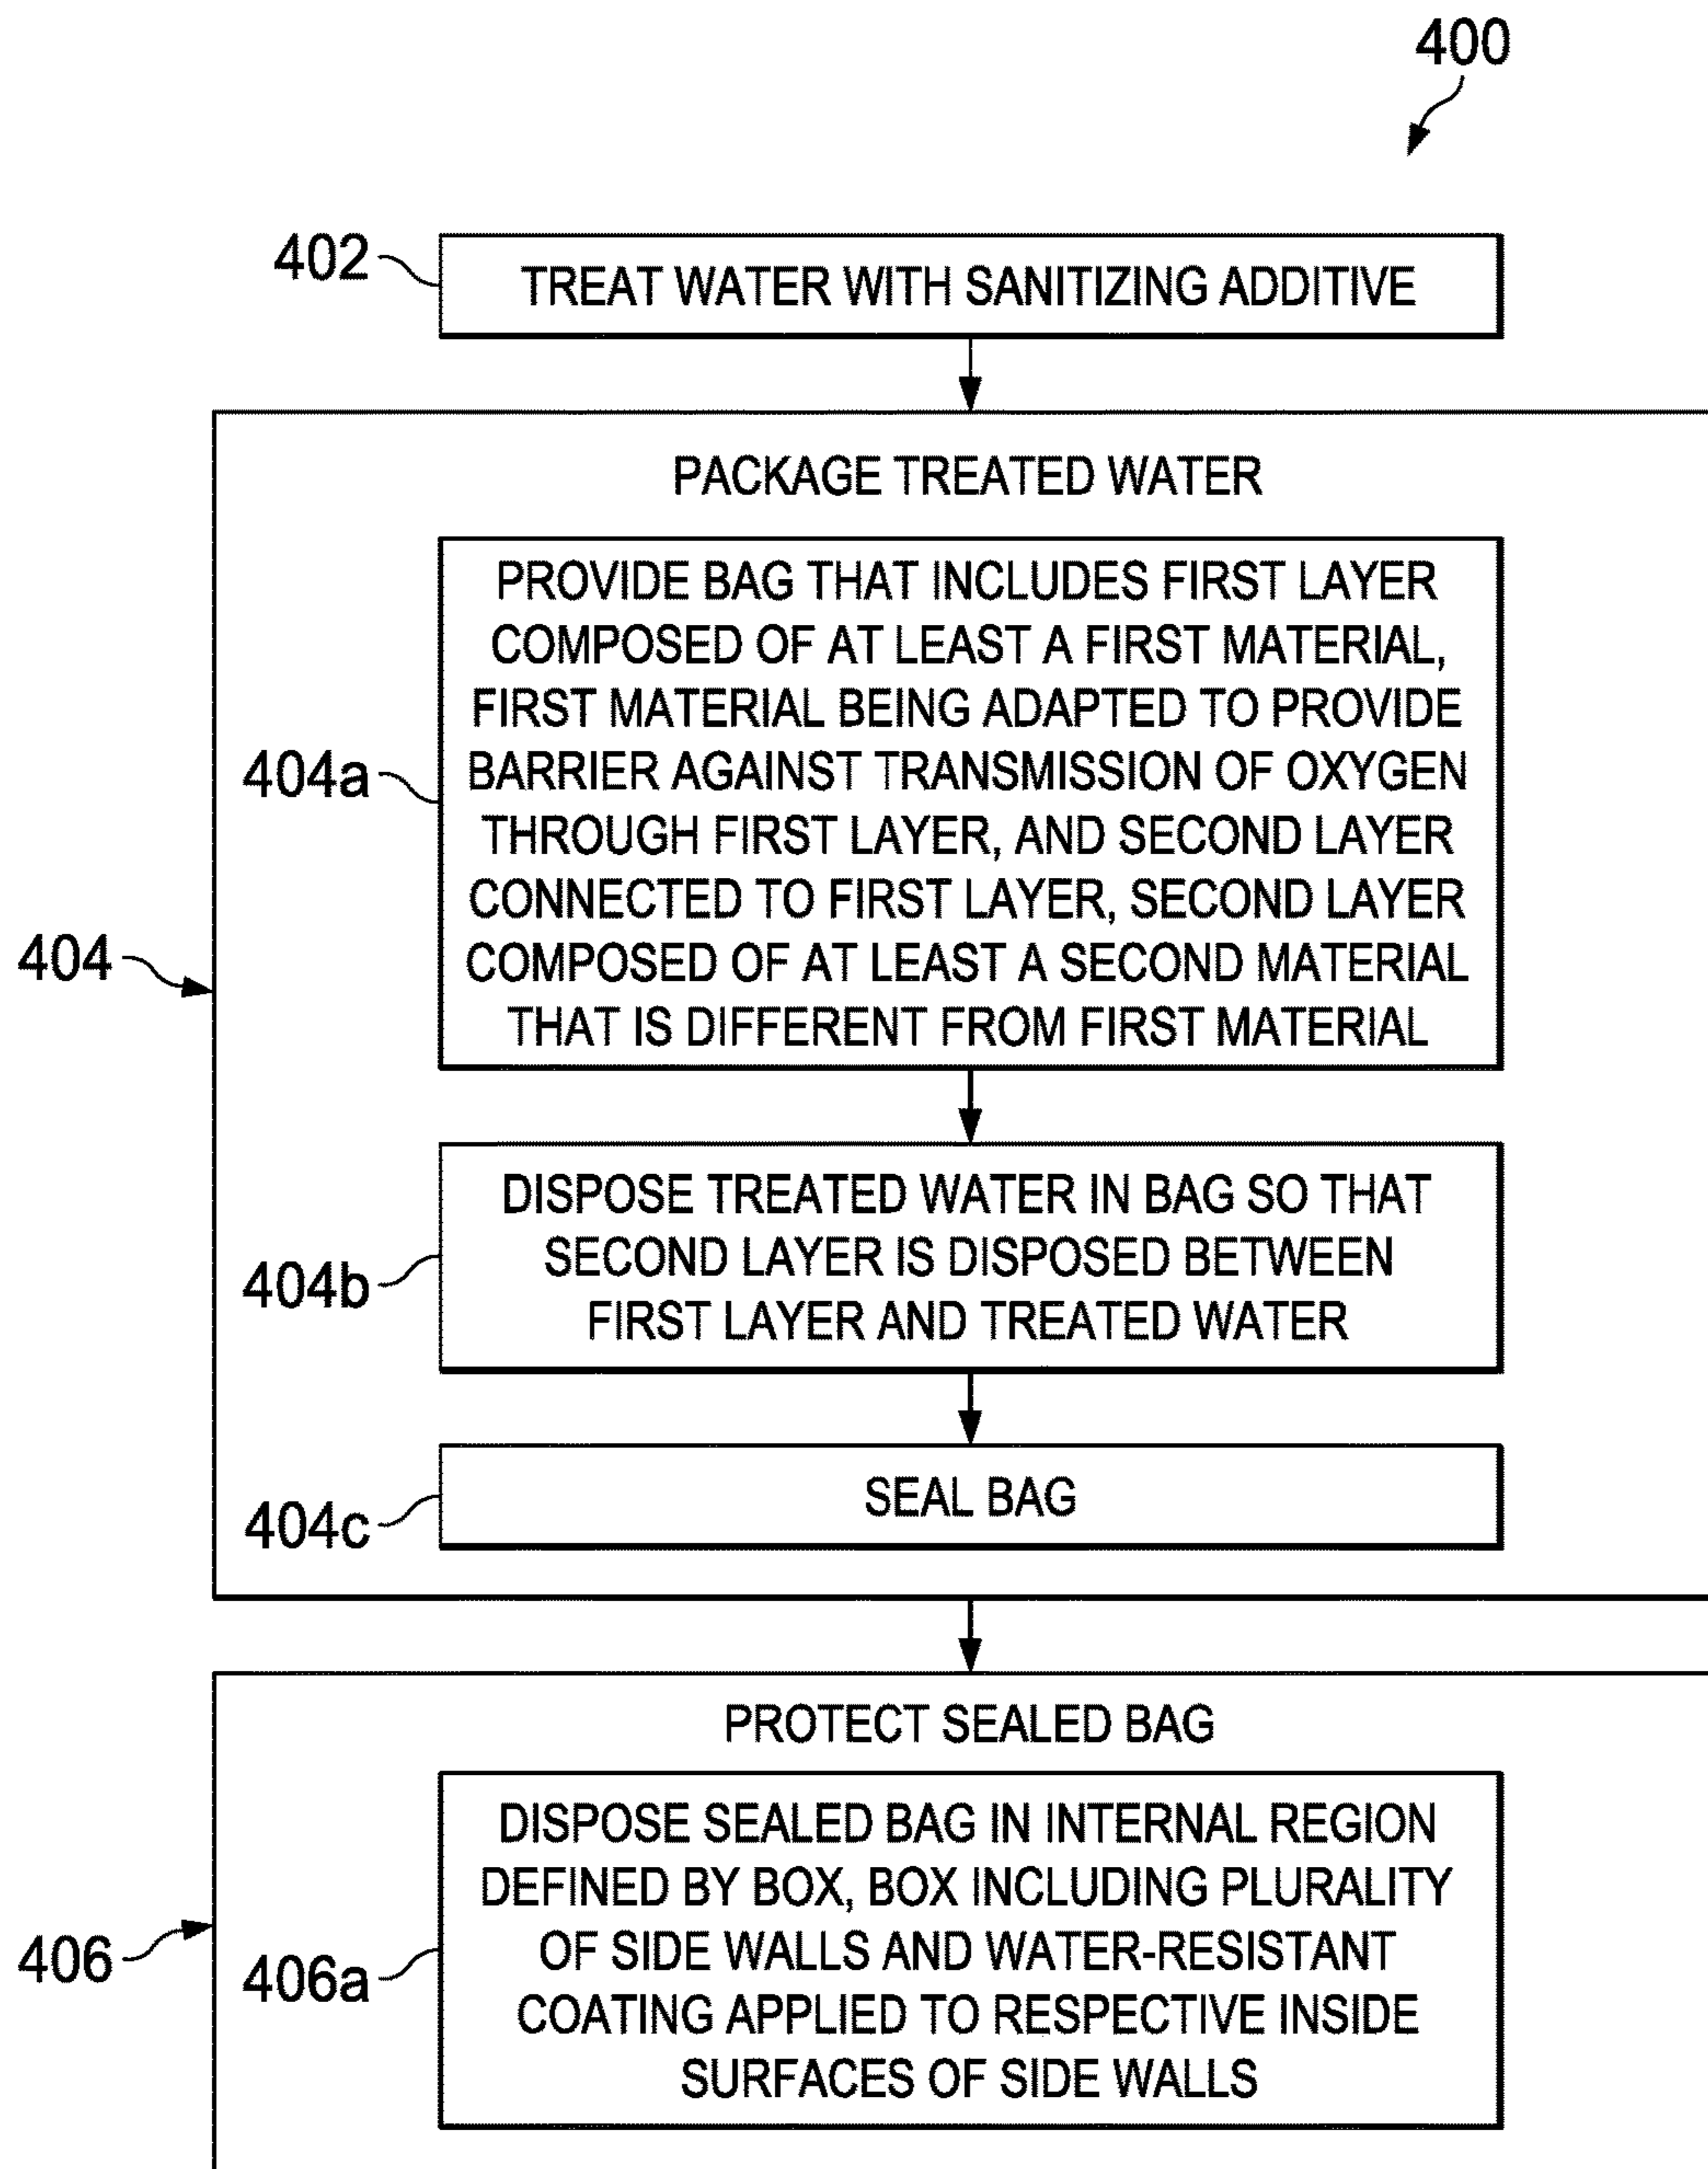 400
402
TREAT WATER WITH SANITIZING ADDITIVE
404
PACKAGE TREATED WATER
404a
PROVIDE BAG THAT INCLUDES FIRST LAYER
COMPOSED OF AT LEAST A FIRST MATERIAL,
FIRST MATERIAL BEING ADAPTED TO PROVIDE
BARRIER AGAINST TRANSMISSION OF OXYGEN
THROUGH FIRST LAYER, AND SECOND LAYER
CONNECTED TO FIRST LAYER, SECOND LAYER
COMPOSED OF AT LEAST A SECOND MATERIAL
THAT IS DIFFERENT FROM FIRST MATERIAL
404b
DISPOSE TREATED WATER IN BAG SO THAT
SECOND LAYER IS DISPOSED BETWEEN
FIRST LAYER AND TREATED WATER
404c
SEAL BAG
406
PROTECT SEALED BAG
406a
DISPOSE SEALED BAG IN INTERNAL REGION
DEFINED BY BOX, BOX INCLUDING PLURALITY
OF SIDE WALLS AND WATER-RESISTANT
COATING APPLIED TO RESPECTIVE INSIDE
SURFACES OF SIDE WALLS